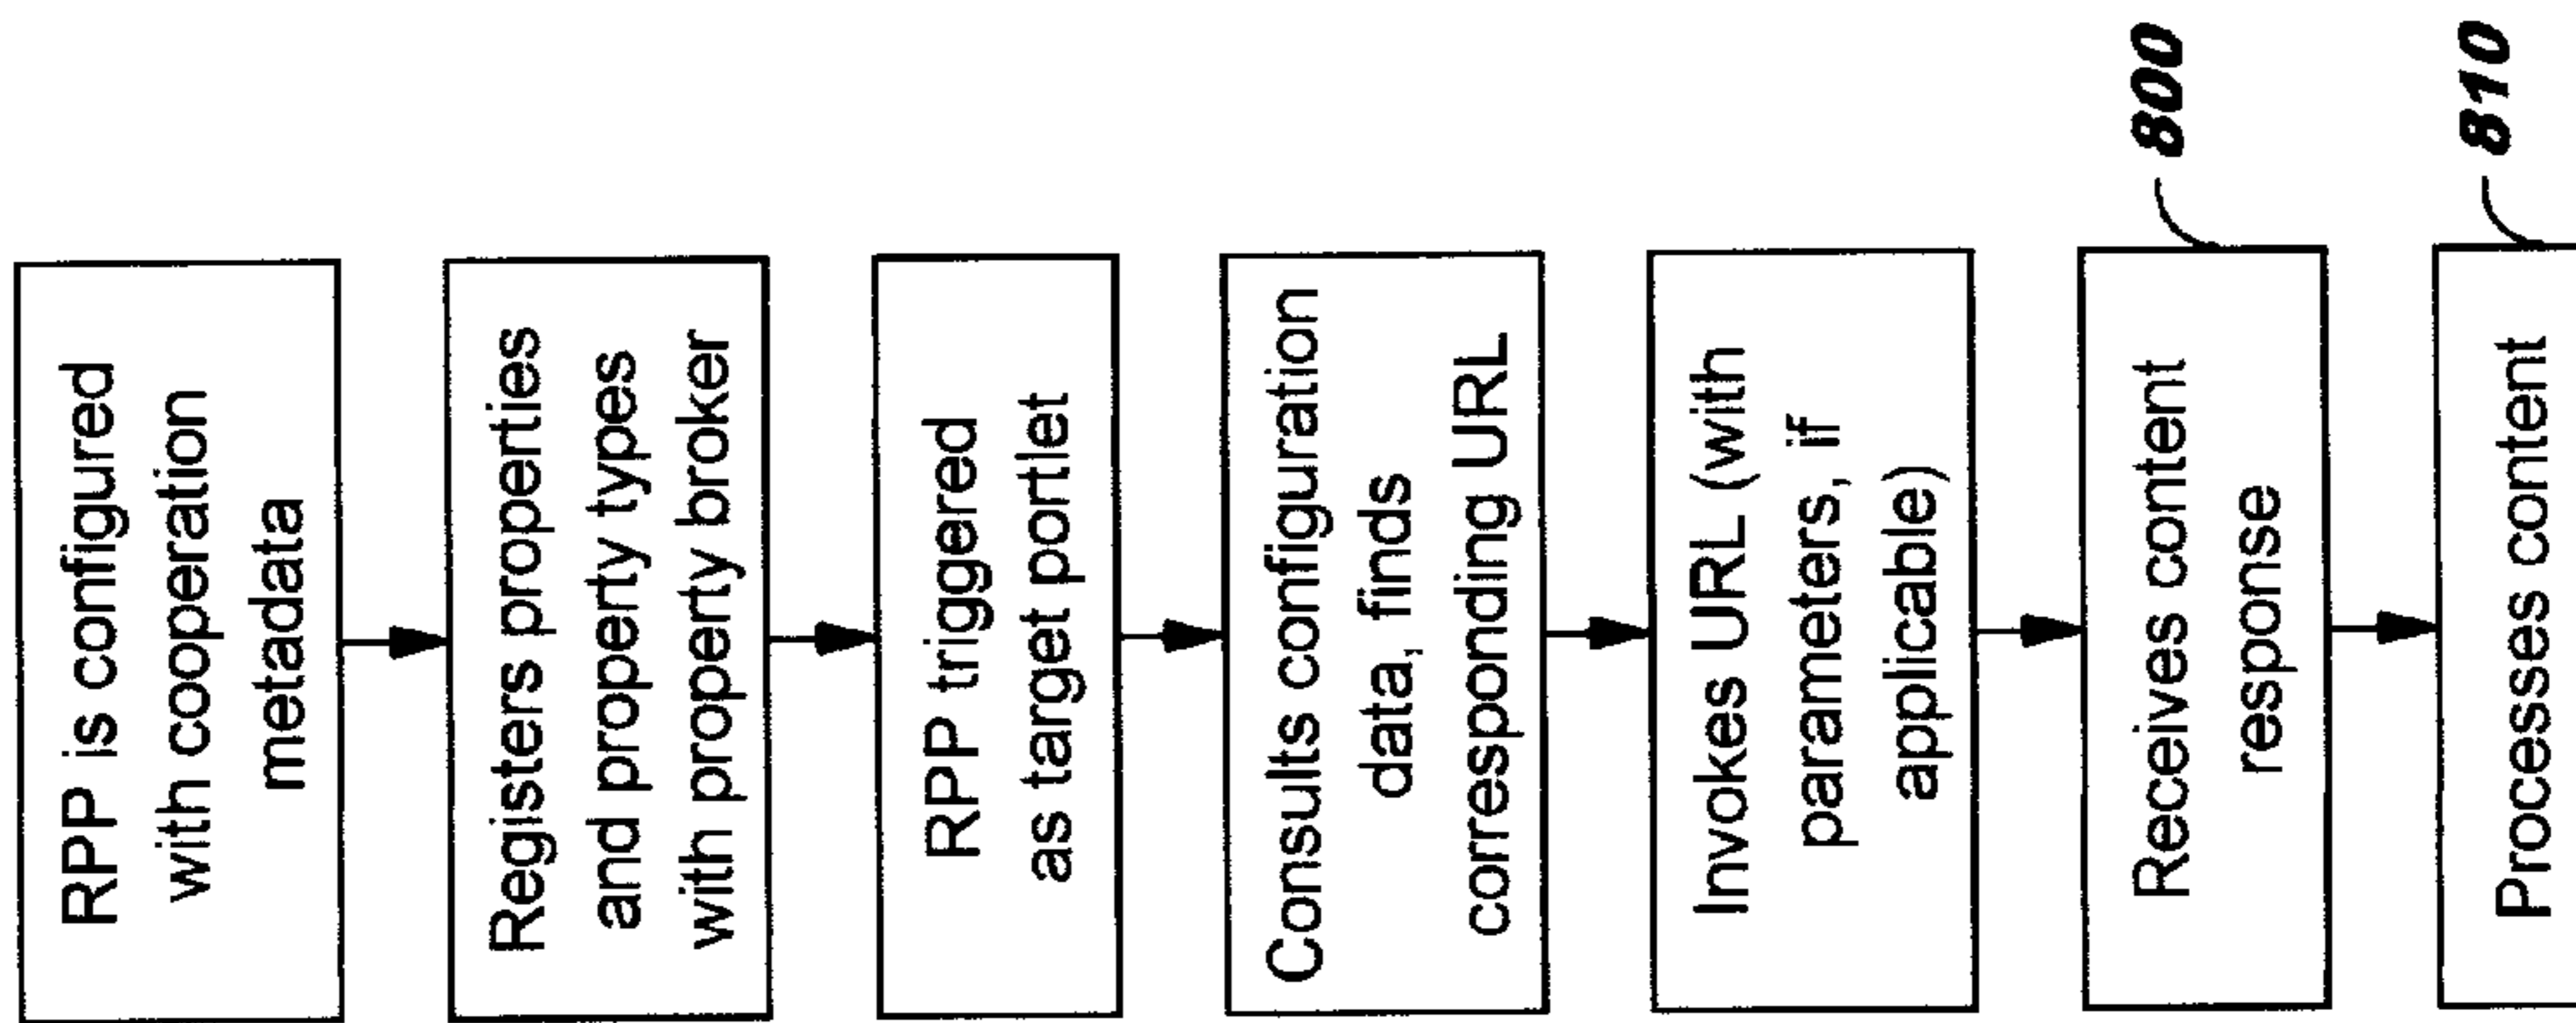 RPP is configured
with cooperation
metadata
Registers properties
and property types
with property broker
RPP triggered
as target portlet
Consults configuration
data, finds
corresponding URL
Invokes URL (with
parameters, if
applicable)
Receives content
response
800
Processes content
810